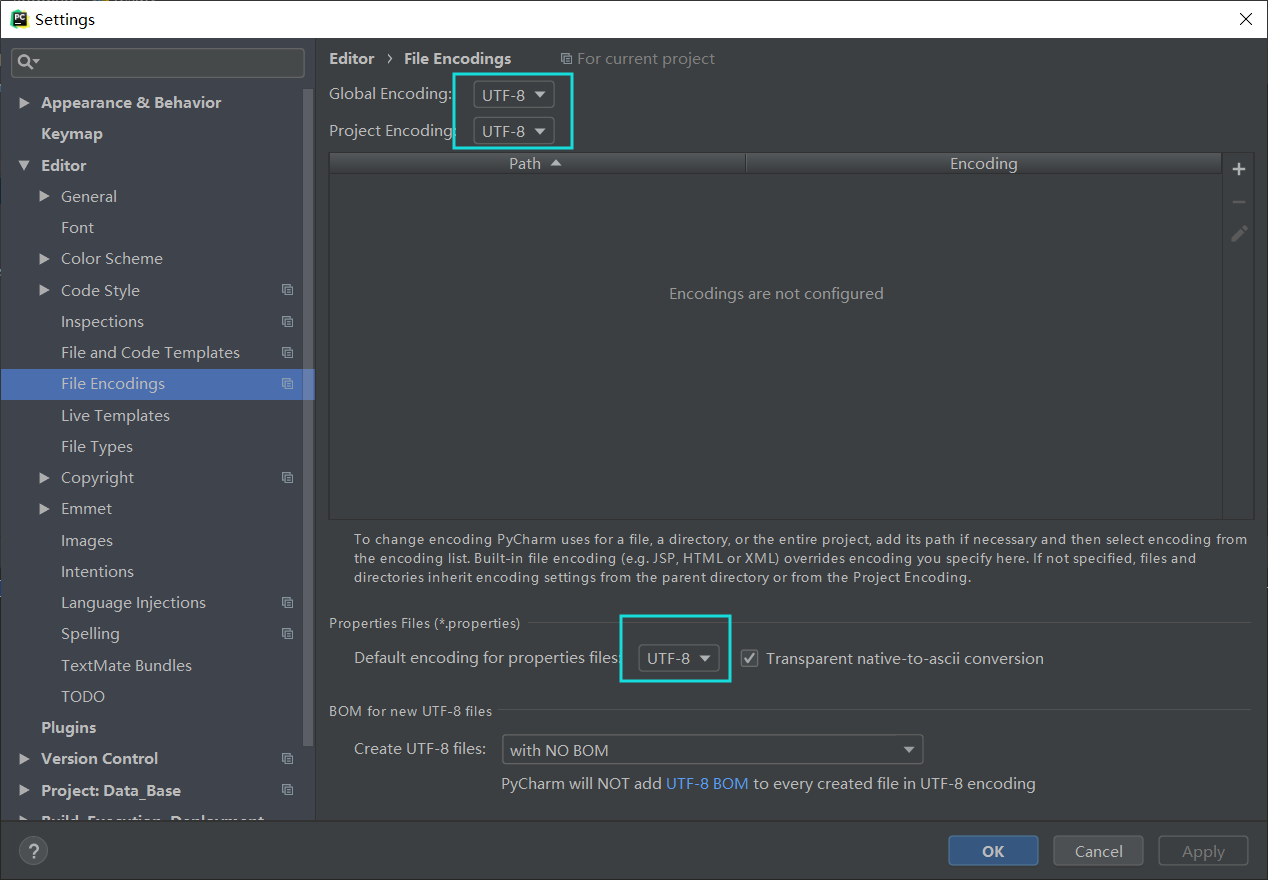 PC Settings
Appearance & Behavior
Keymap
Editor
General
Font
Color Scheme
Code Style
Inspections
File and Code Templates
File Encodings
Live Templates
File Types
Copyright
Emmet
Images
Intentions
Language Injections
Spelling
TextMate Bundles
TODO
Plugins
Version Control
Project: Data_Base
Build, Execution, Deployment
Editor › File Encodings For current project
Global Encoding: UTF-8
Project Encoding: UTF-8
Path Encoding
Encodings are not configured
To change encoding PyCharm uses for a file, a directory, or the entire project, add its path if necessary and then select encoding from
the encoding list. Built-in file encoding (e.g. JSP, HTML or XML) overrides encoding you specify here. If not specified, files and
directories inherit encoding settings from the parent directory or from the Project Encoding.
Properties Files (*.properties)
Default encoding for properties files: UTF-8 Transparent native-to-ascii conversion
BOM for new UTF-8 files
Create UTF-8 files: with NO BOM
PyCharm will NOT add UTF-8 BOM to every created file in UTF-8 encoding
? OK Cancel Apply